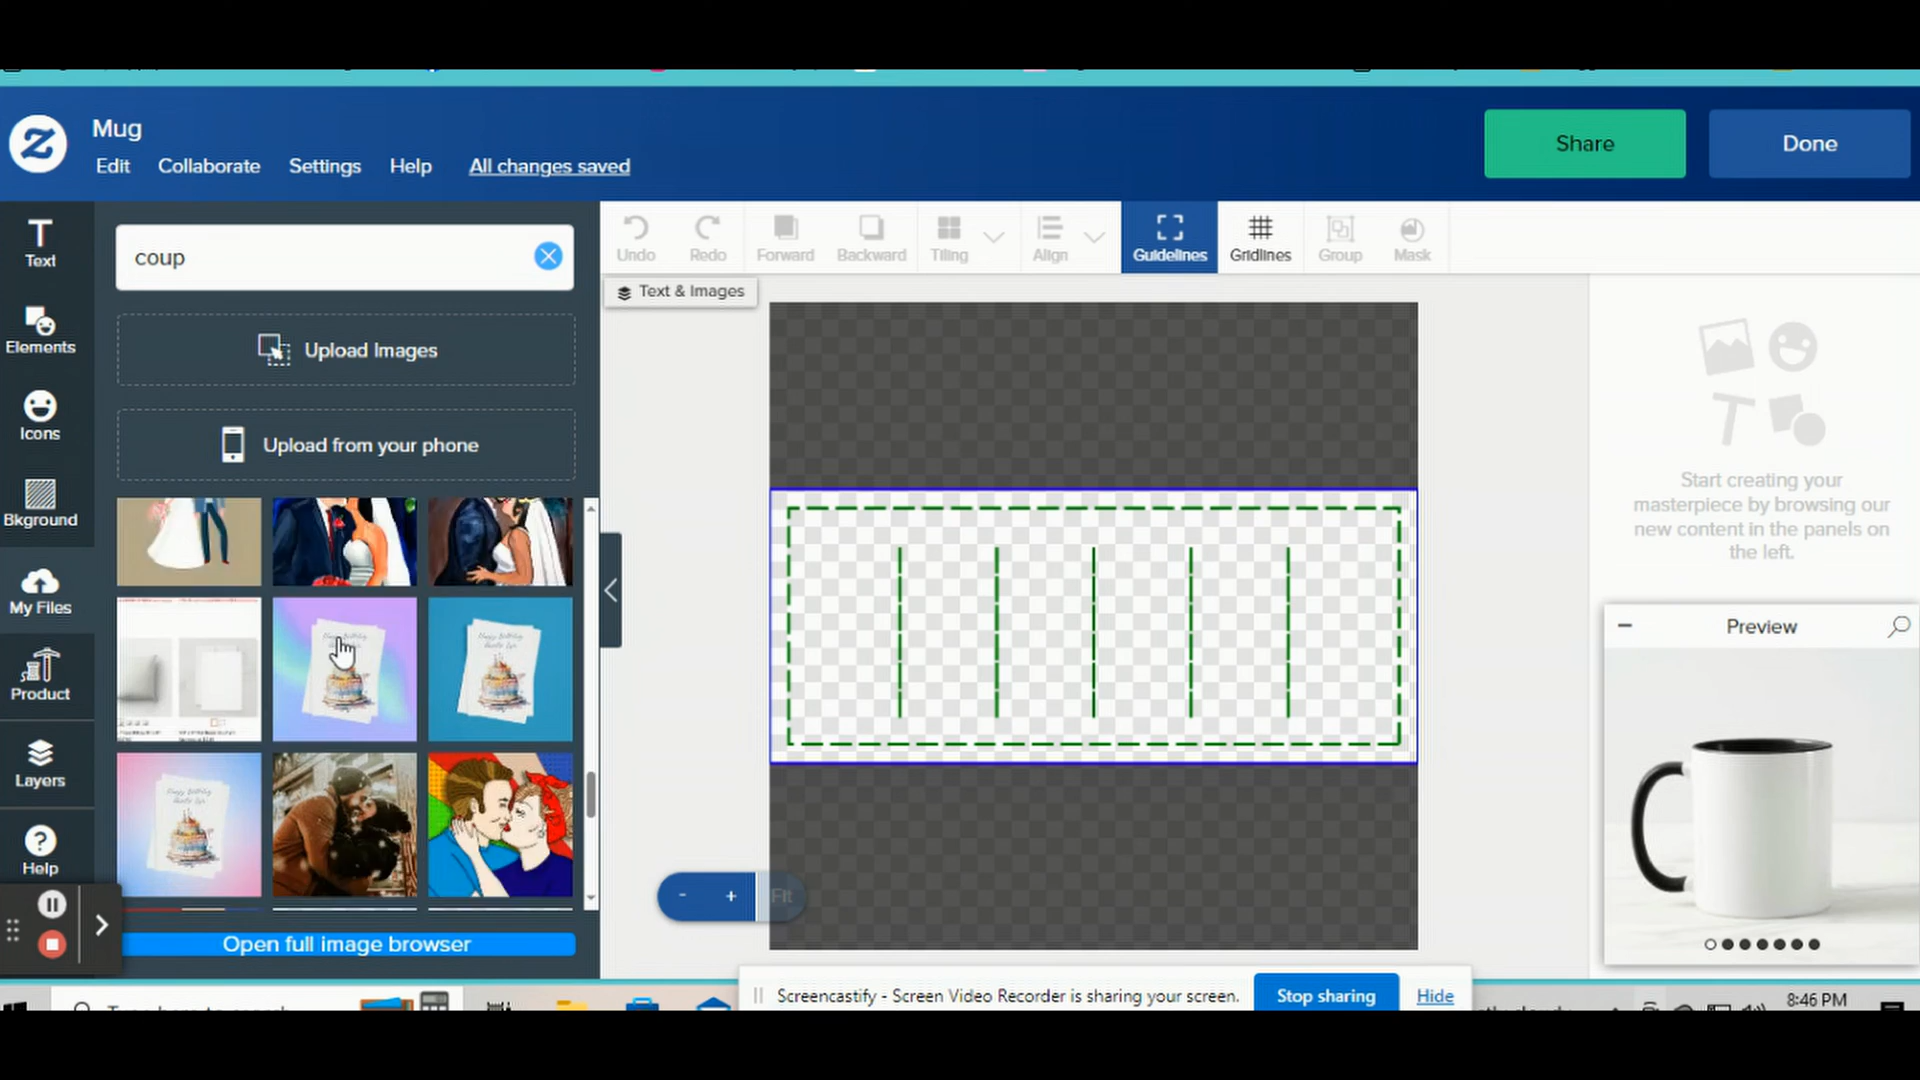 Mug
Share
Done
Edit Collaborate Settings Help All changes saved
Text
Elements
Icons
Bkground
My Files
Product
Layers
Help
coup
Upload Images
Upload from your phone
Open full image browser
Undo Redo Forward Backward Tiling Align Guidelines Gridlines Group Mask
Text & Images
- + Fit
Start creating your
masterpiece by browsing our
new content in the panels on
the left.
Preview
Screencastify - Screen Video Recorder is sharing your screen.
Stop sharing
Hide
8:46 PM